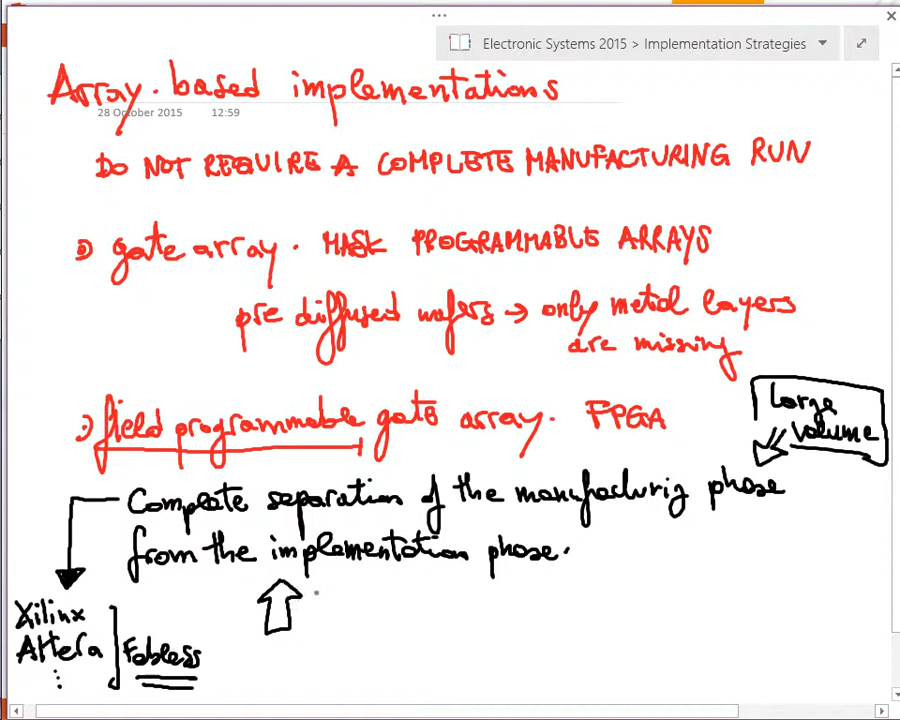 Electronic Systems 2015 > Implementation Strategies
Array.based implementations
28 October 2015 12:59
DO NOT REQUIRE A COMPLETE MANUFACTURING RUN
gate array. MASK PROGRAMMABLE ARRAYS
pre diffused wafers → only metal layers
are missing
Large
Volume
field programmable gate array. FPGA
Complete separation of the manufacturig phase
from the implementation phase.
Xilinx
Altera
Fabless
⋮